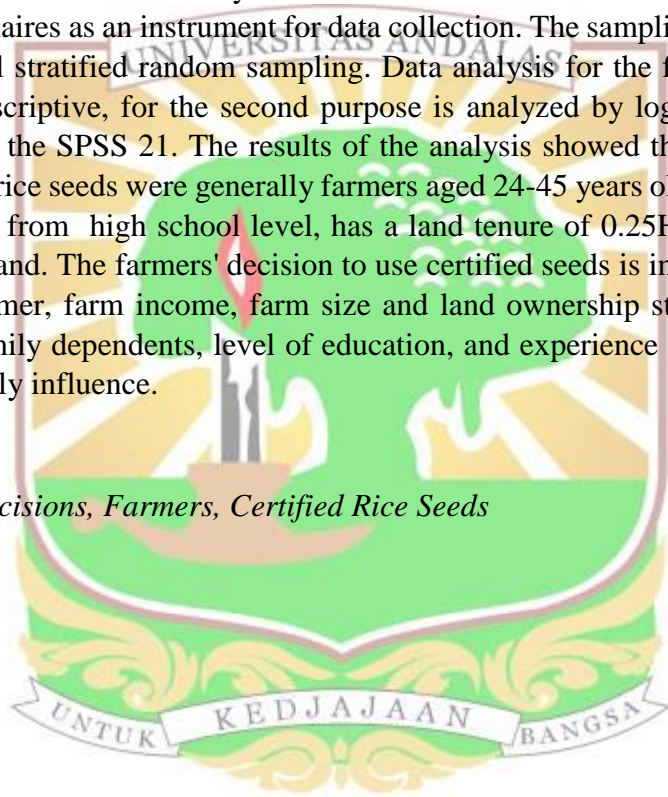 aires as an instrument for data collection. The sampli
UNIVERSITAS ANDALAS
l stratified random sampling. Data analysis for the f
scriptive, for the second purpose is analyzed by log
the SPSS 21. The results of the analysis showed th
rice seeds were generally farmers aged 24-45 years ol
from high school level, has a land tenure of 0.25H
and. The farmers' decision to use certified seeds is in
mer, farm income, farm size and land ownership st
ily dependents, level of education, and experience
ly influence.
cisions, Farmers, Certified Rice Seeds
UNTUK KEDJAJAAN BANGSA